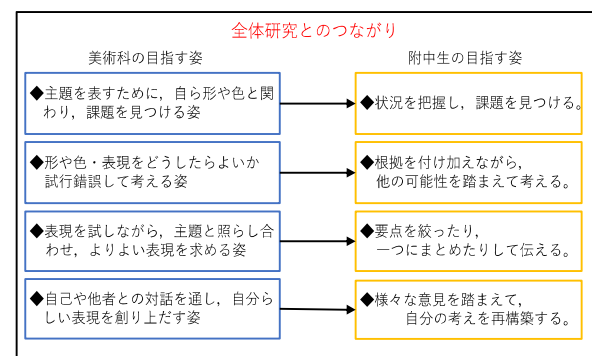 全体研究とのつながり
美術科の目指す姿
附中生の目指す姿
◆主題を表すために，自ら形や色と関
わり，課題を見つける姿
◆状況を把握し，課題を見つける。
◆形や色・表現をどうしたらよいか
試行錯誤して考える姿
◆根拠を付け加えながら，
他の可能性を踏まえて考える。
◆表現を試しながら，主題と照らし合
わせ，よりよい表現を求める姿
◆要点を絞ったり，
一つにまとめたりして伝える。
◆自己や他者との対話を通し，自分ら
しい表現を創り上だす姿
◆様々な意見を踏まえて，
自分の考えを再構築する。